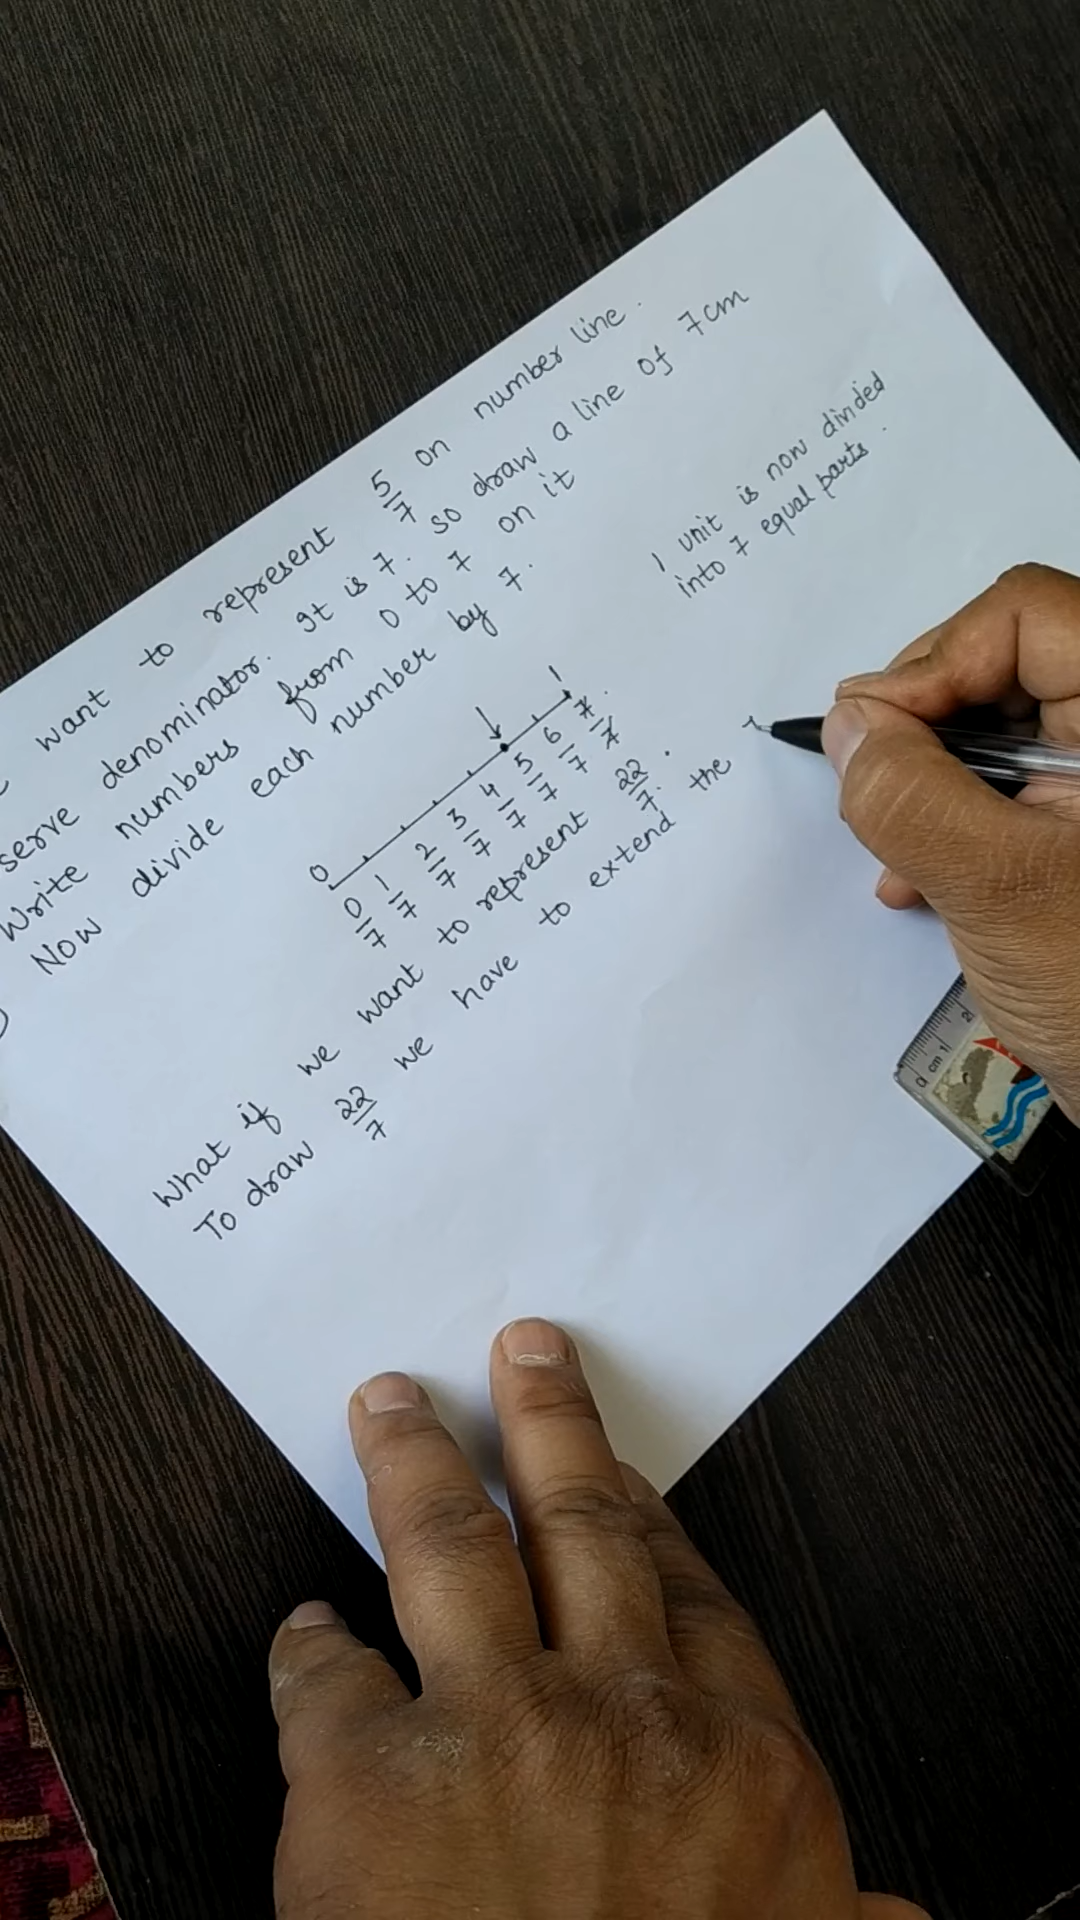 want to represent 5/7 on number line.
serve denominator. It is 7. so draw a line of 7cm
Write numbers from 0 to 7 on it
Now divide each number by 7.
1 unit is now divided
into 7 equal parts.
0 1
0/7 1/7 2/7 3/7 4/7 5/7 6/7 7/7.
What if we want to represent 22/7.
To draw 22/7 we have to extend the
0 cm 1 2